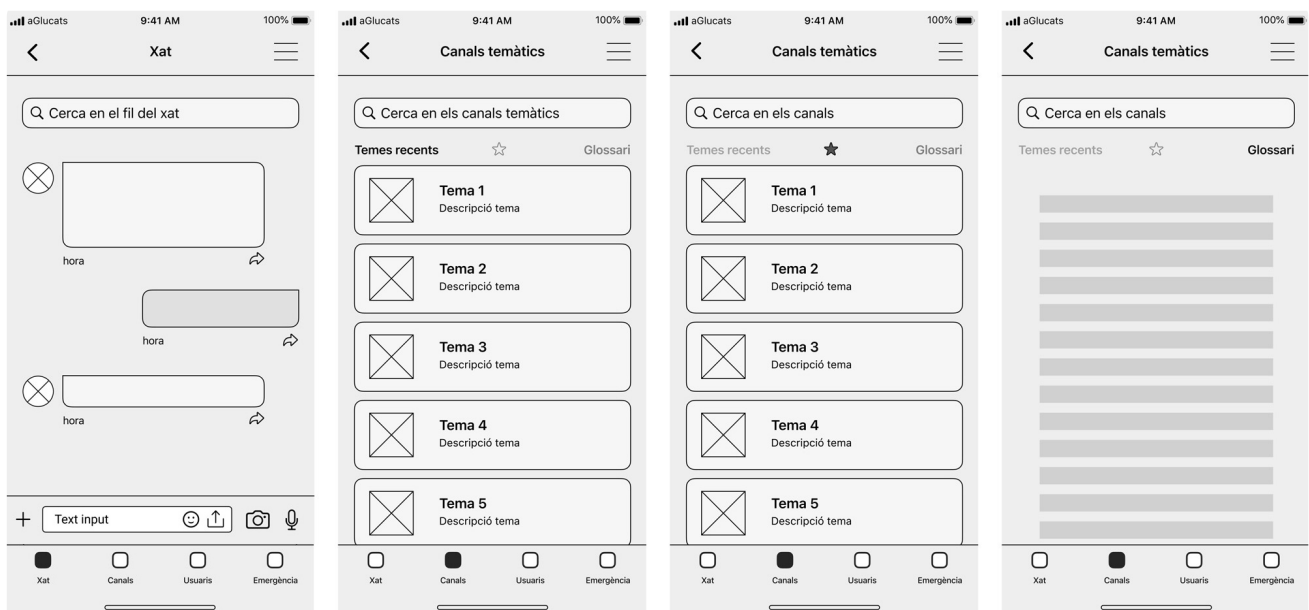 aGlucats 9:41 AM 100%
Xat
Cerca en el fil del xat
hora
hora
hora
Text input
Xat Canals Usuaris Emergència
aGlucats 9:41 AM 100%
Canals temàtics
Cerca en els canals temàtics
Temes recents Glossari
Tema 1
Descripció tema
Tema 2
Descripció tema
Tema 3
Descripció tema
Tema 4
Descripció tema
Tema 5
Descripció tema
Xat Canals Usuaris Emergència
aGlucats 9:41 AM 100%
Canals temàtics
Cerca en els canals
Temes recents Glossari
Tema 1
Descripció tema
Tema 2
Descripció tema
Tema 3
Descripció tema
Tema 4
Descripció tema
Tema 5
Descripció tema
Xat Canals Usuaris Emergència
aGlucats 9:41 AM 100%
Canals temàtics
Cerca en els canals
Temes recents Glossari
Xat Canals Usuaris Emergència